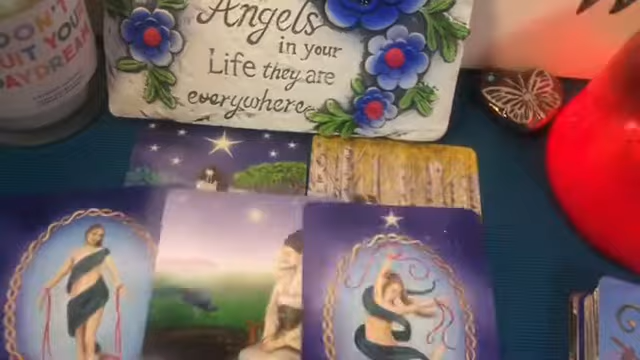 DON'T
QUIT YOUR
DAYDREAM
Angels
in your
Life they are
everywhere